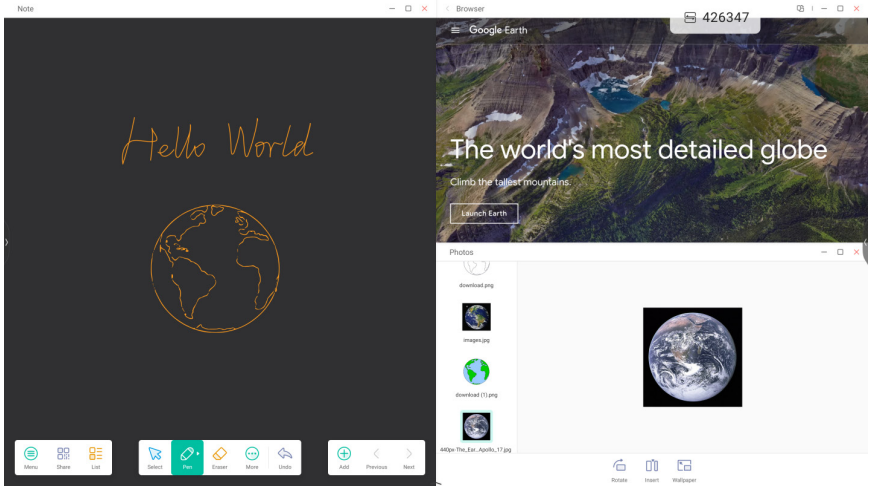 Note
Hello World
Menu
Share
List
Select
Pen
Eraser
More
Undo
Add
Previous
Next
Browser
426347
Google Earth
The world's most detailed globe
Climb the tallest mountains.
Launch Earth
Photos
download.png
images.jpg
download (1).png
440px-The_Ear_Apollo_17.jpg
Rotate
Insert
Wallpaper